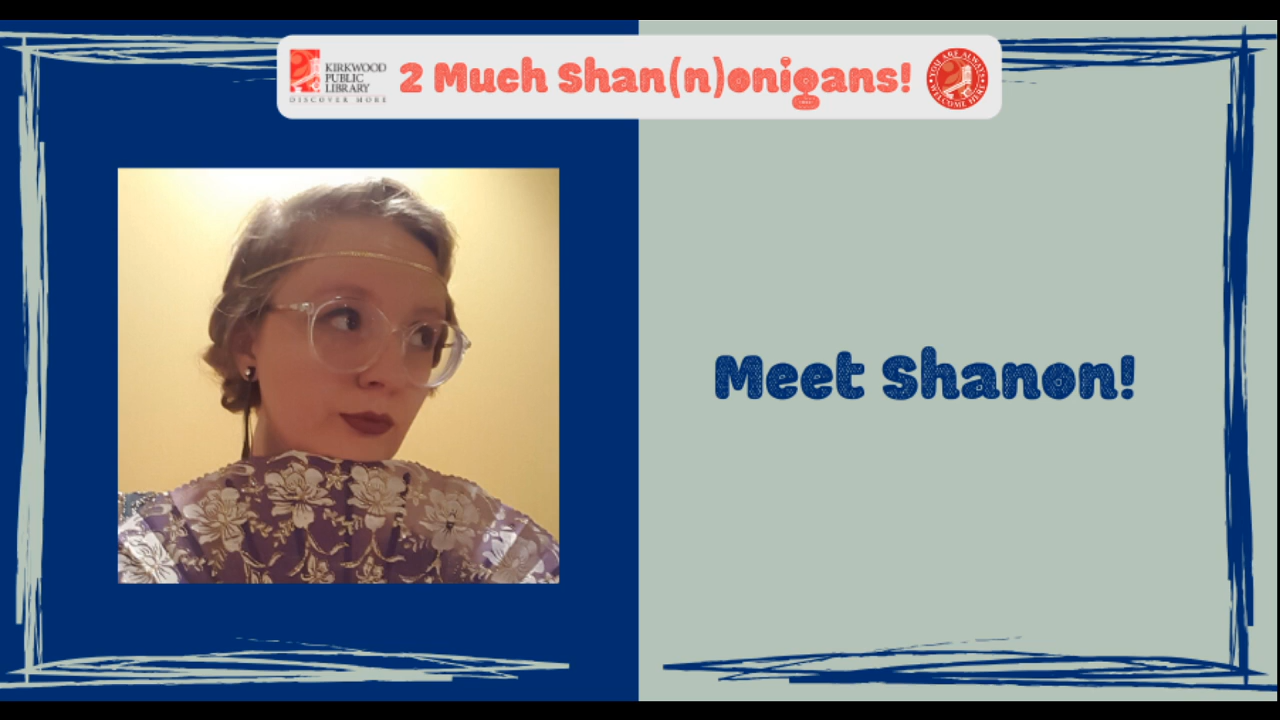 KIRKWOOD
PUBLIC
LIBRARY
DISCOVER MORE
2 Much Shan(n)onigans!
YOU ARE ALWAYS
WELCOME HERE
Meet Shanon!